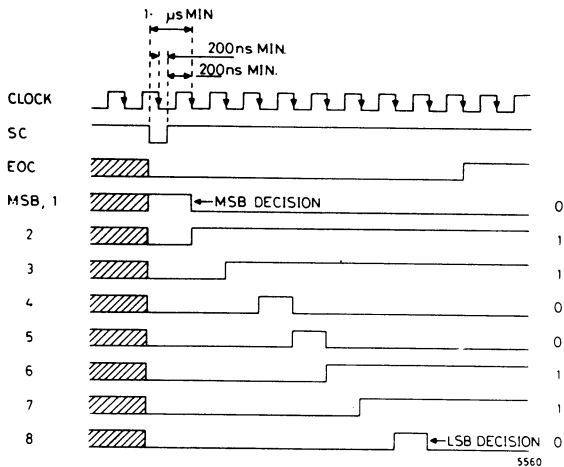 1· µs MIN
200ns MIN.
200ns MIN.
CLOCK
SC
EOC
MSB, 1 ←MSB DECISION 0
2 1
3 1
4 0
5 0
6 1
7 1
8 ←LSB DECISION 0
5560